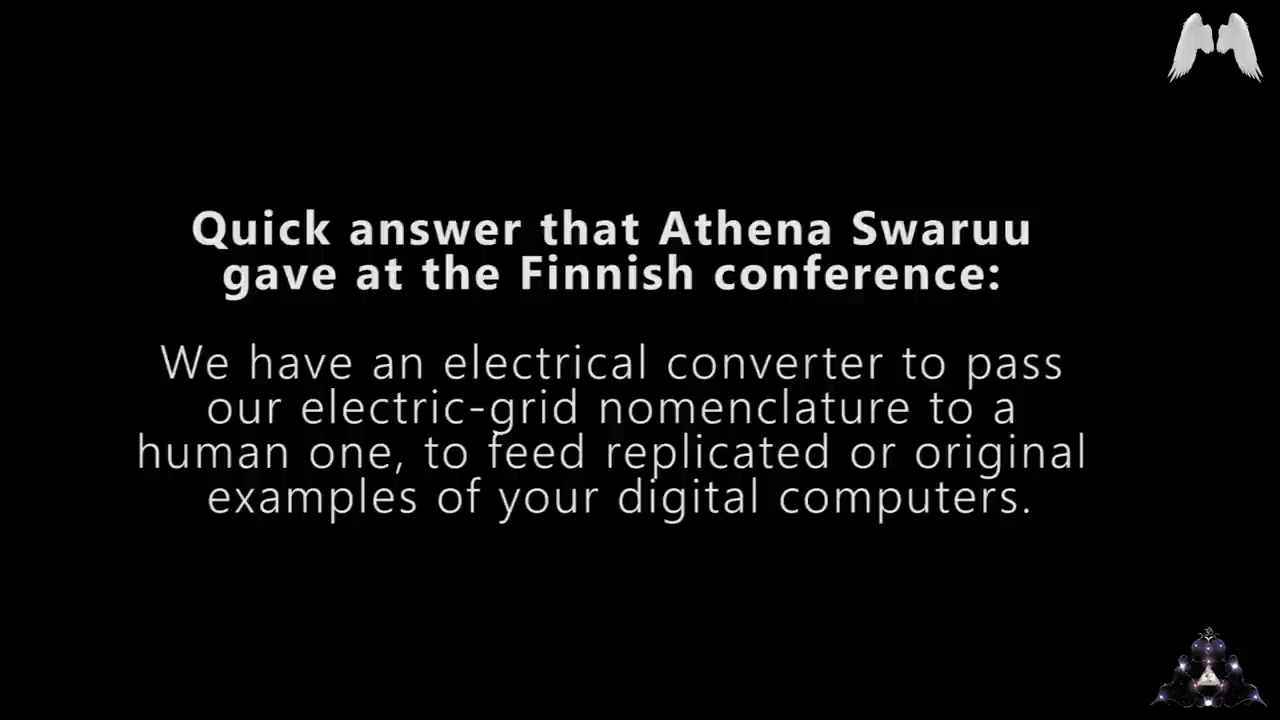 Quick answer that Athena Swaruu
gave at the Finnish conference:
We have an electrical converter to pass
our electric-grid nomenclature to a
human one, to feed replicated or original
examples of your digital computers.